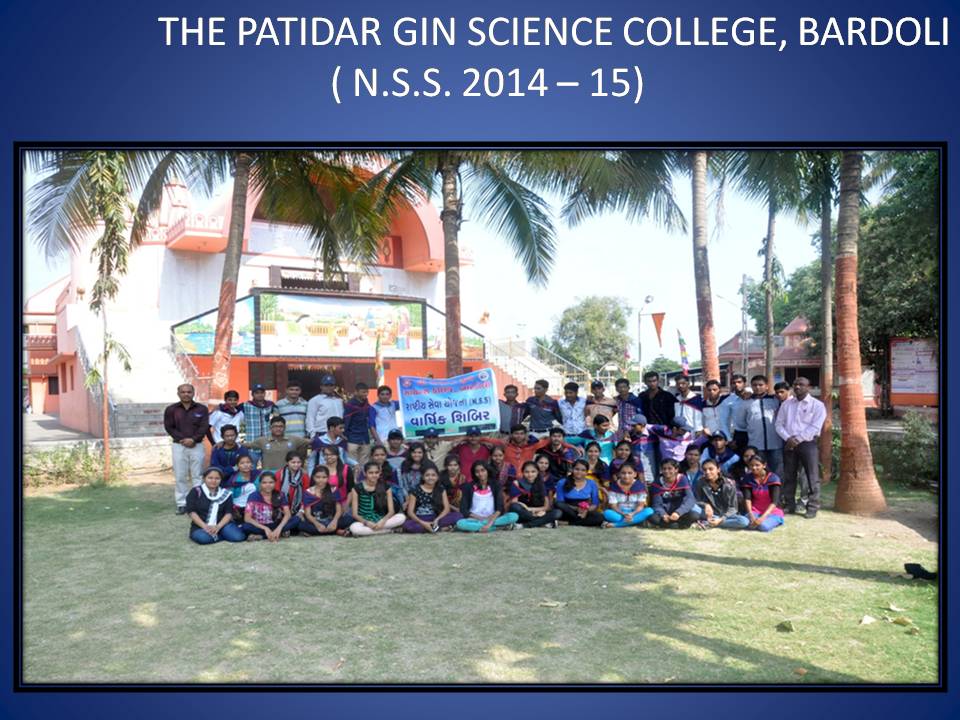 THE PATIDAR GIN SCIENCE COLLEGE, BARDOLI
( N.S.S. 2014 – 15)
રાષ્ટ્રીય સેવા યોજના (N.S.S)
વાર્ષિક શિબિર